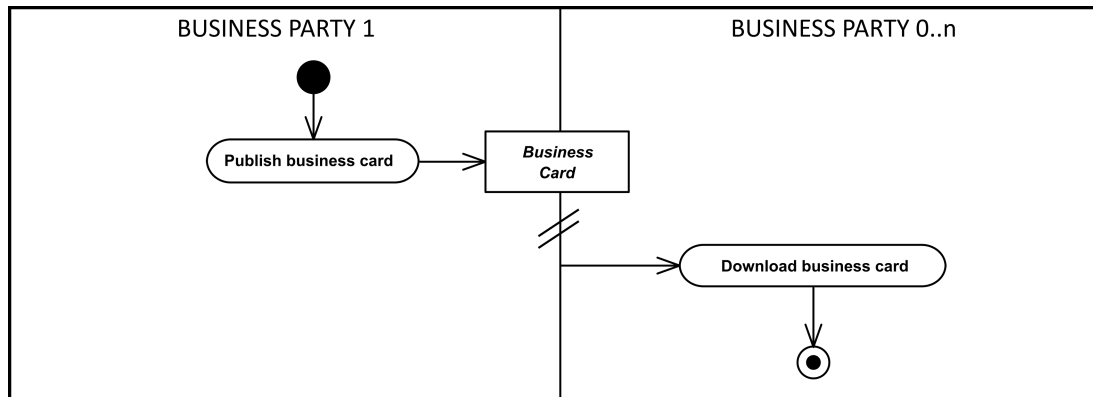 BUSINESS PARTY 1
BUSINESS PARTY 0..n
Publish business card
Business
Card
Download business card